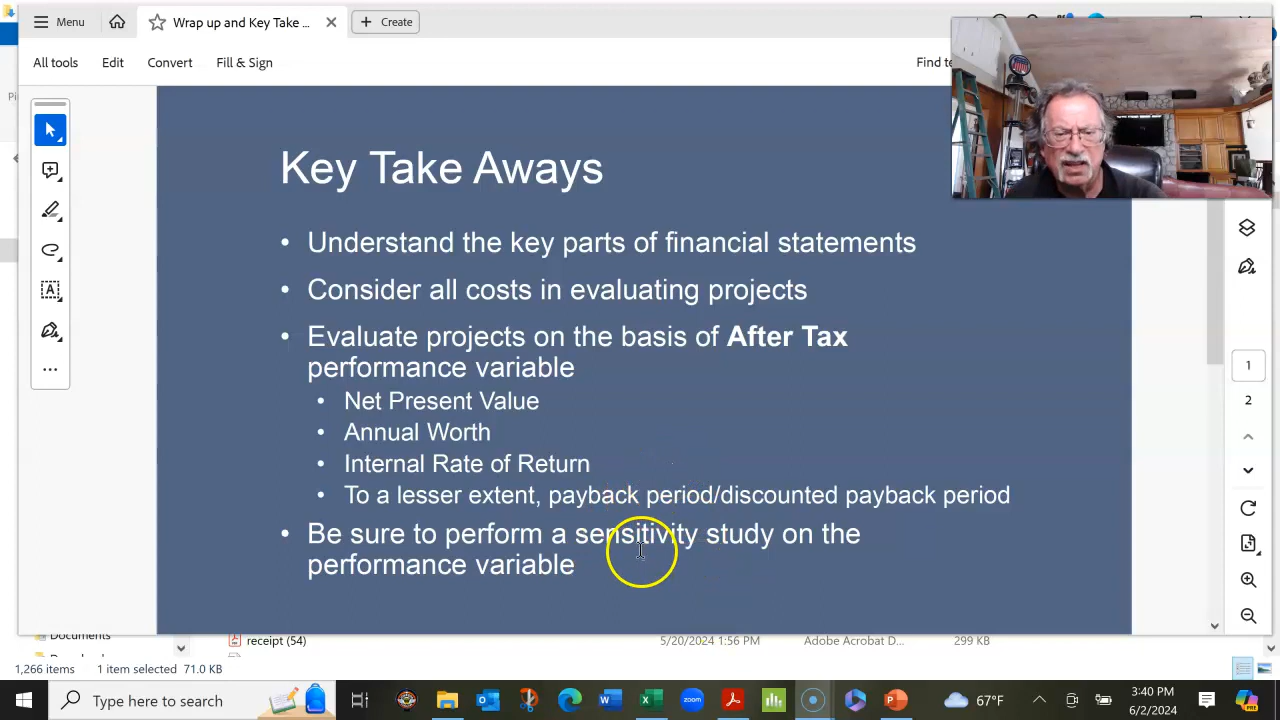 Menu
Wrap up and Key Take ...
Create
All tools
Edit
Convert
Fill & Sign
Find te
Key Take Aways
• Understand the key parts of financial statements
• Consider all costs in evaluating projects
• Evaluate projects on the basis of After Tax
performance variable
• Net Present Value
• Annual Worth
• Internal Rate of Return
• To a lesser extent, payback period/discounted payback period
• Be sure to perform a sensitivity study on the
performance variable
1
2
Documents
receipt (54)
5/20/2024 1:56 PM
Adobe Acrobat D...
299 KB
1,266 items
1 item selected 71.0 KB
Type here to search
zoom
67°F
3:40 PM
6/2/2024
PRE